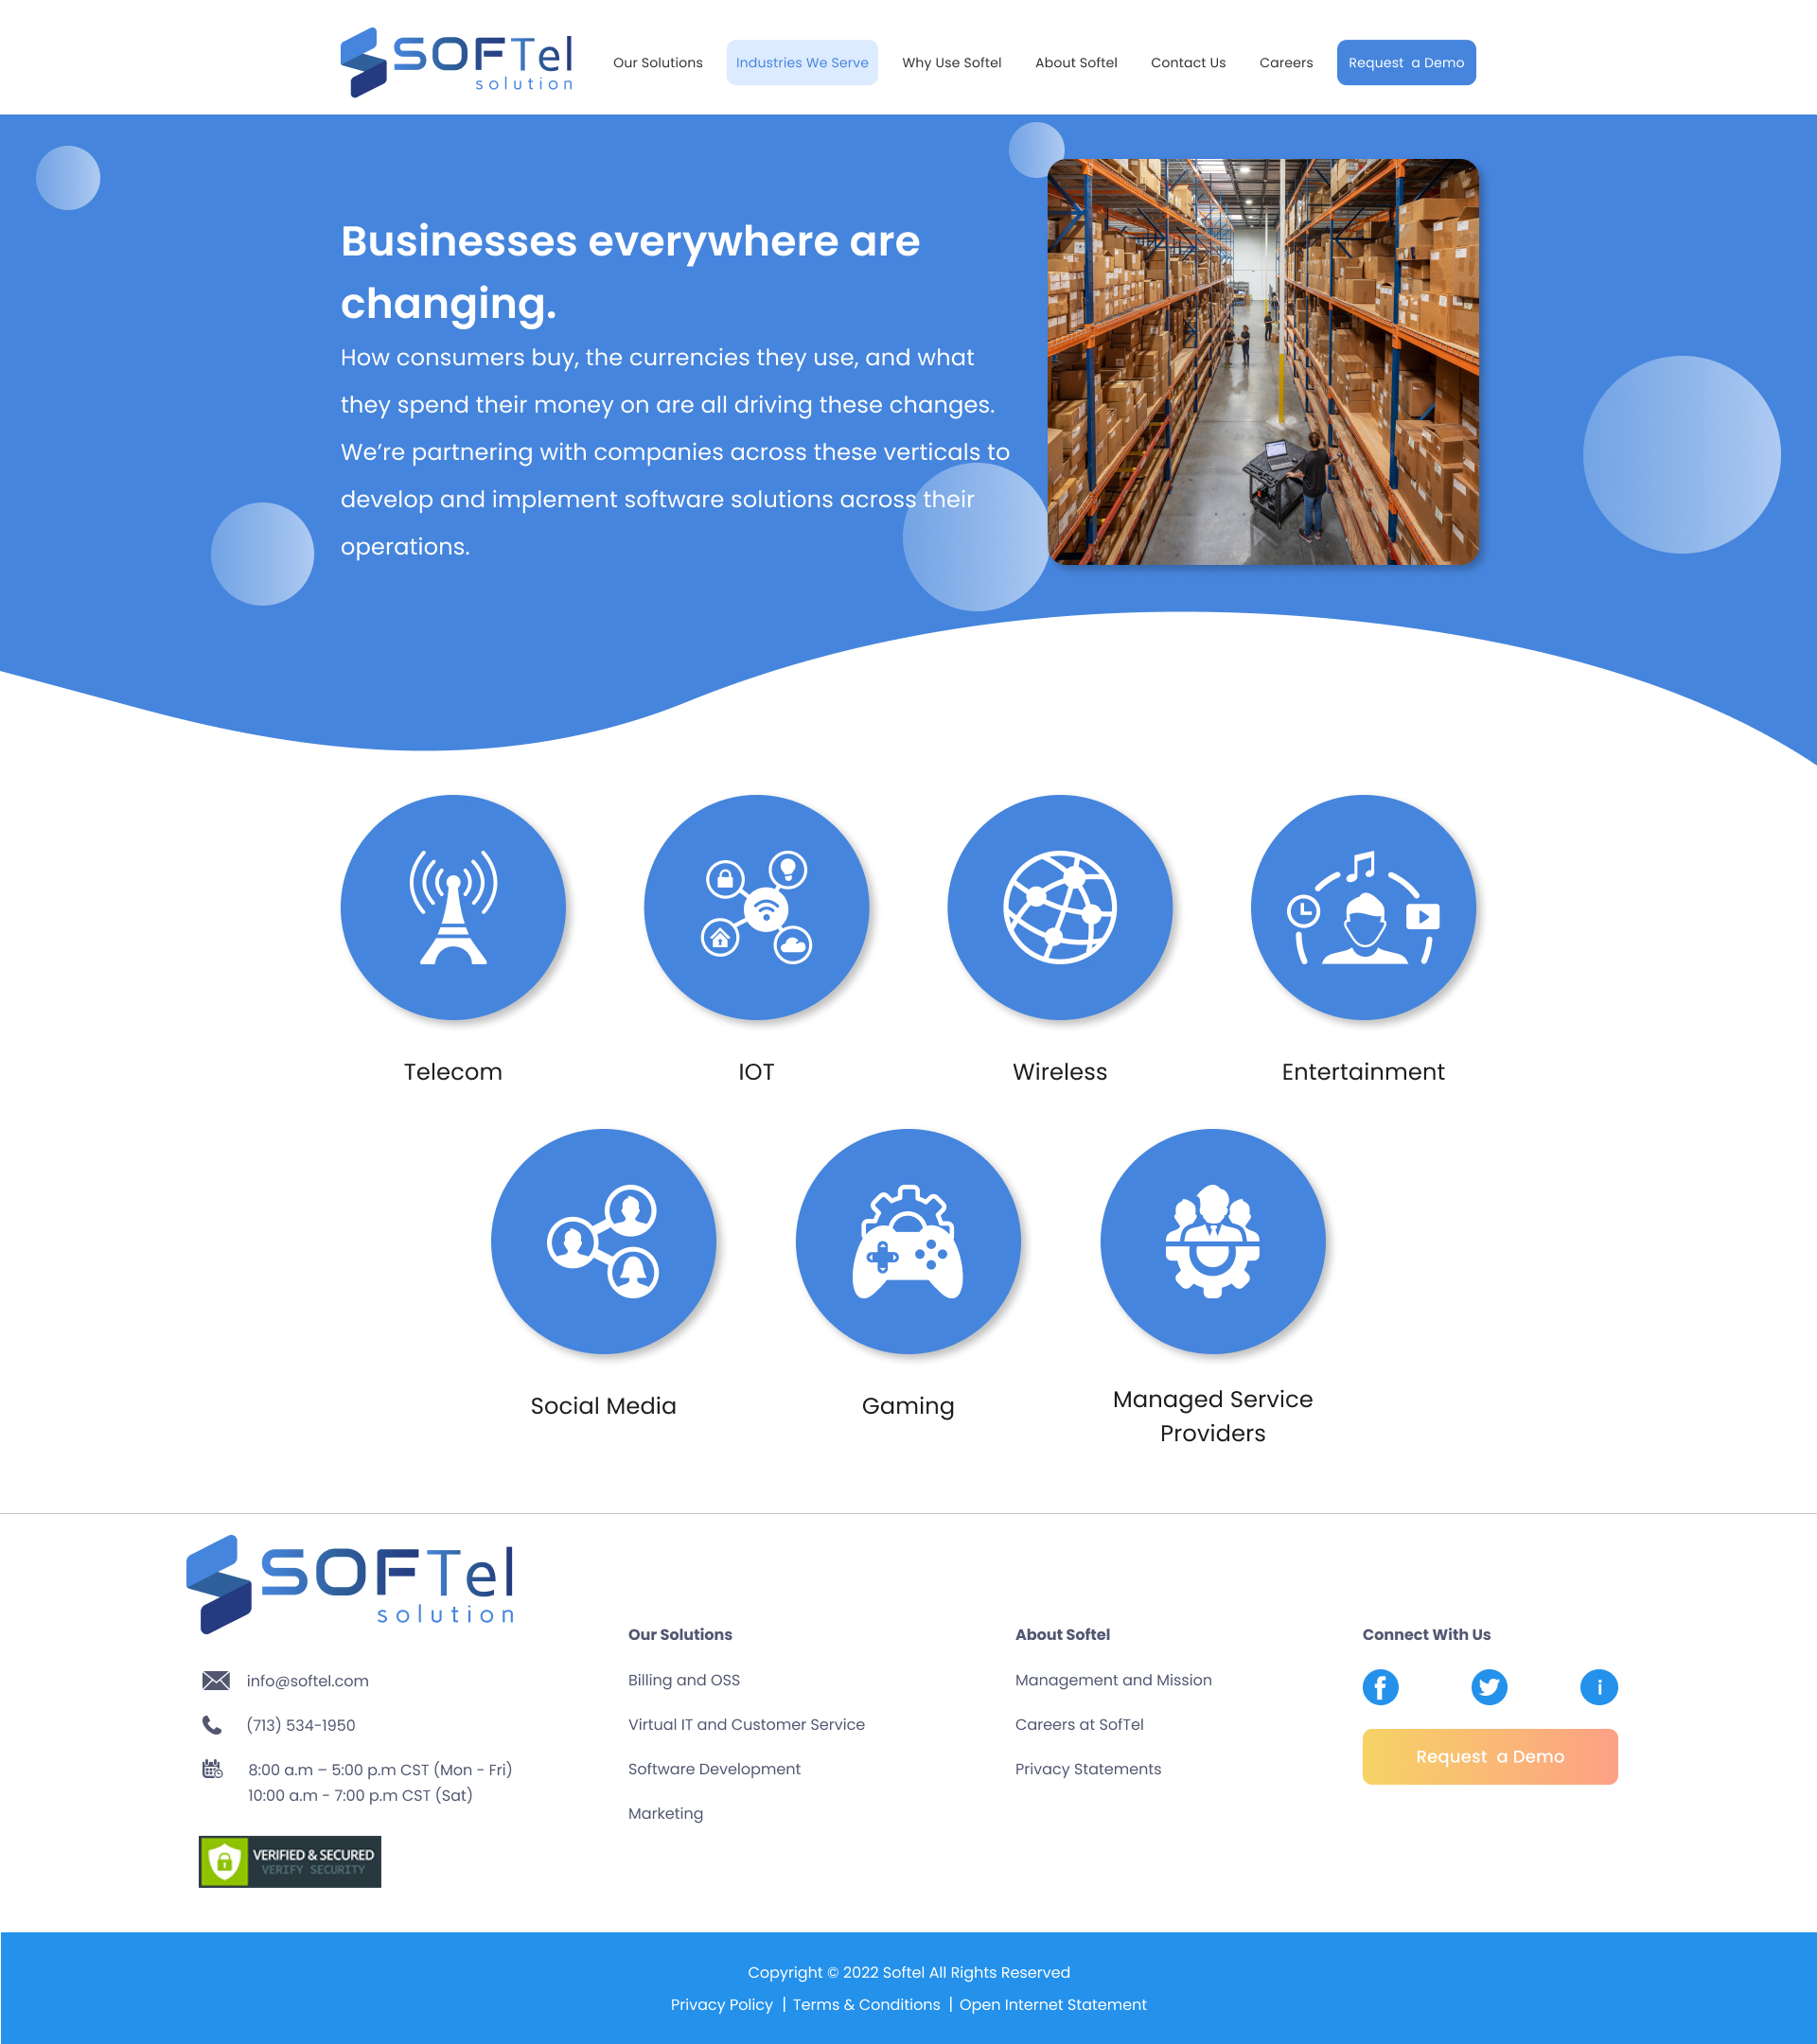 SOFTel
solution
Our Solutions
Industries We Serve
Why Use Softel
About Softel
Contact Us
Careers
Request a Demo
Businesses everywhere are
changing.
How consumers buy, the currencies they use, and what
they spend their money on are all driving these changes.
We’re partnering with companies across these verticals to
develop and implement software solutions across their
operations.
Telecom
IOT
Wireless
Entertainment
Social Media
Gaming
Managed Service
Providers
SOFTel
solution
info@softel.com
(713) 534-1950
8:00 a.m – 5:00 p.m CST (Mon - Fri)
10:00 a.m - 7:00 p.m CST (Sat)
VERIFIED & SECURED
VERIFY SECURITY
Our Solutions
Billing and OSS
Virtual IT and Customer Service
Software Development
Marketing
About Softel
Management and Mission
Careers at SofTel
Privacy Statements
Connect With Us
f
i
Request a Demo
Copyright © 2022 Softel All Rights Reserved
Privacy Policy | Terms & Conditions | Open Internet Statement